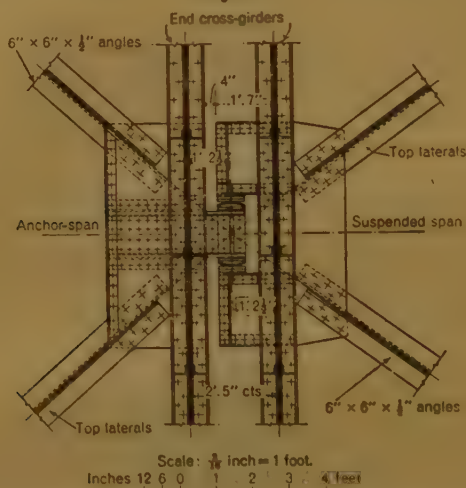 End cross-girders
6" × 6" × ½" angles
4"
1'.7"
1' 2½
Top laterals
Anchor-span
Suspended span
1' 2½
2'.5" cts
Top laterals
6" × 6" × ½" angles
Scale: inch = 1 foot.
Inches 12 6 0 1 2 3 4 feet